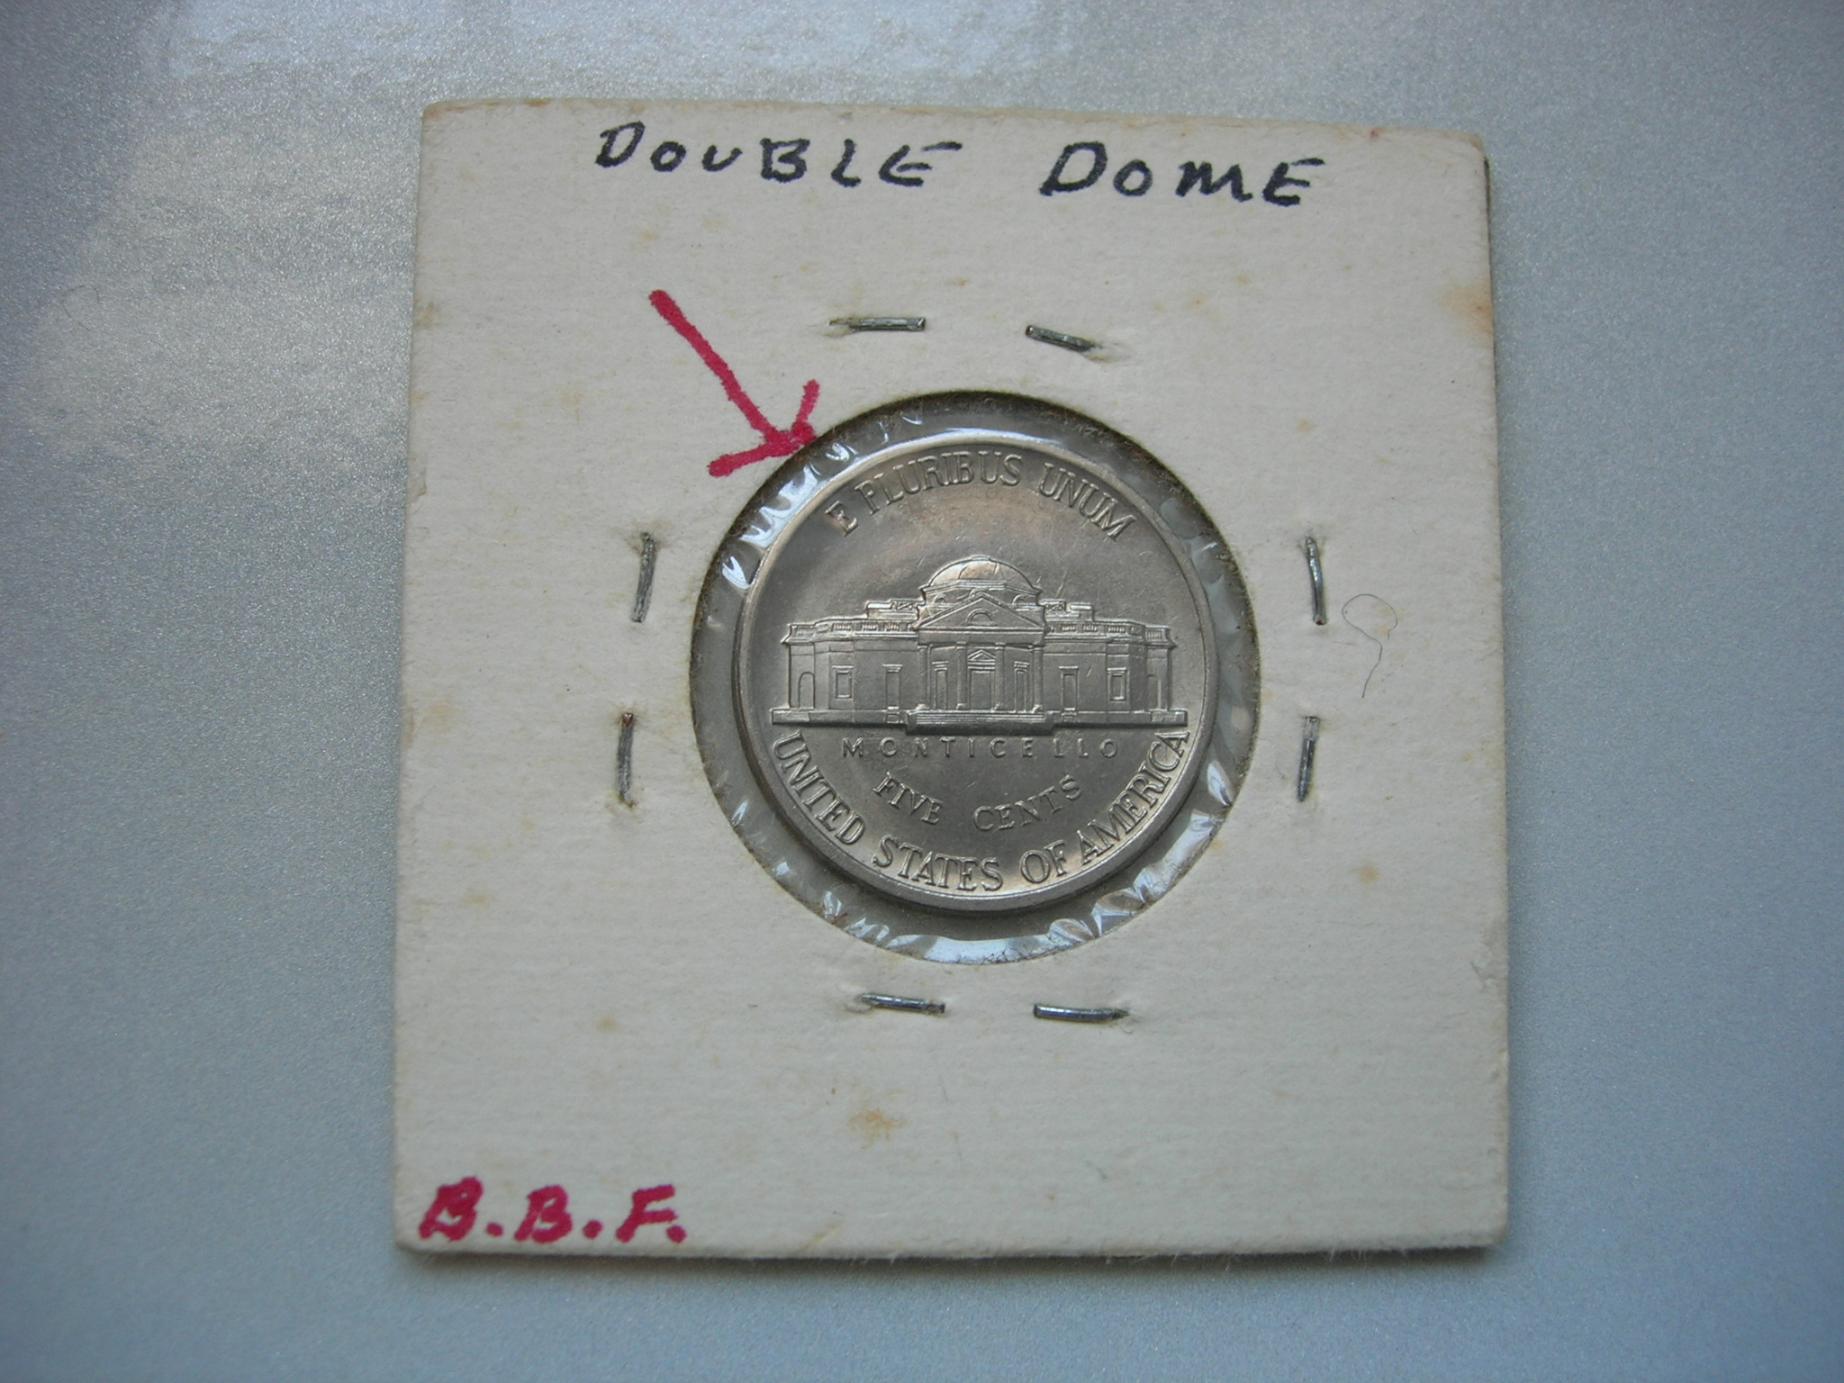 DOUBLE DOME
E PLURIBUS UNUM
MONTICELLO
FIVE CENTS
UNITED STATES OF AMERICA
B.B.F.